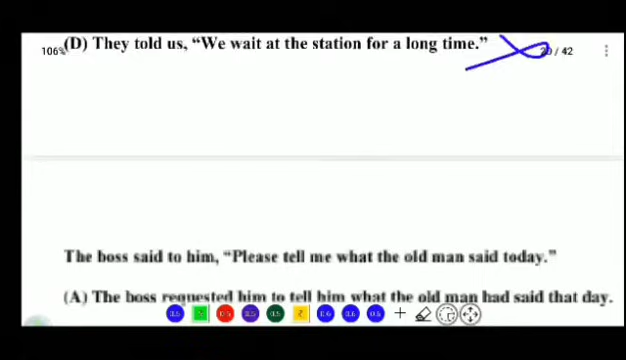 (D) They told us, “We wait at the station for a long time.”
106%
/ 42
The boss said to him, “Please tell me what the old man said today.”
(A) The boss requested him to tell him what the old man had said that day.